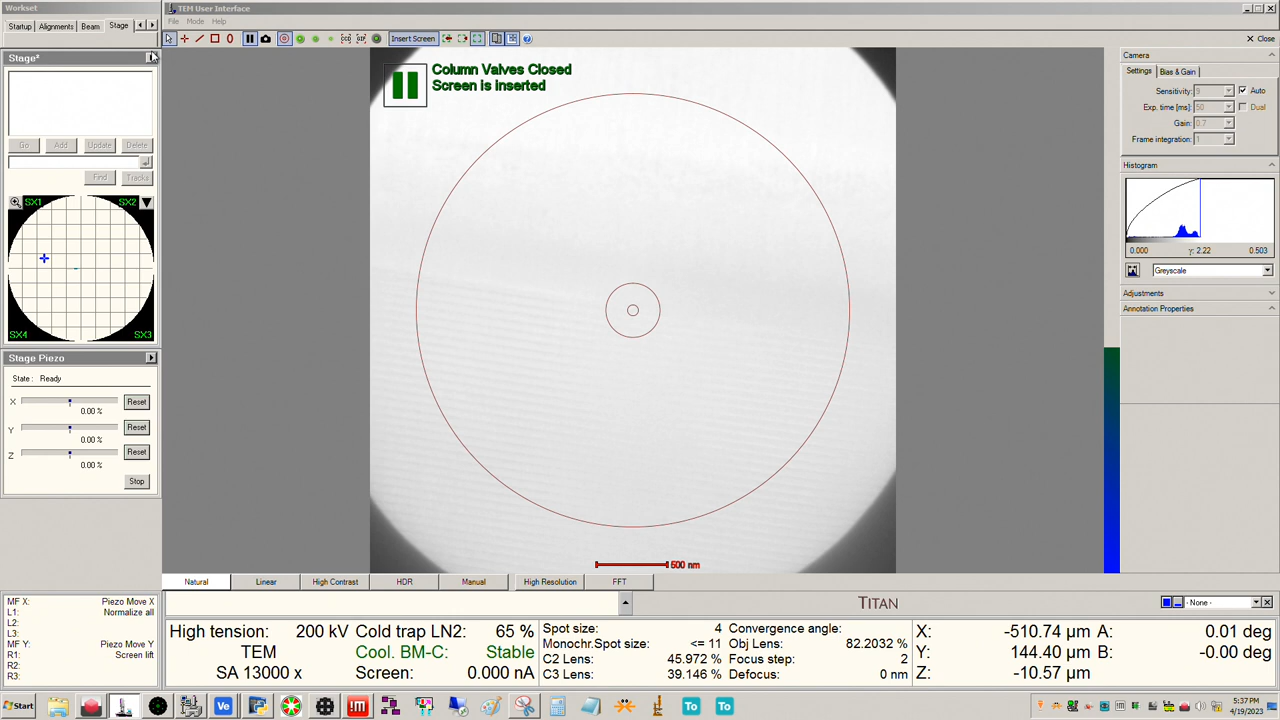 Workset
TEM User Interface
Startup Alignments Beam Stage
File Mode Help
Insert Screen
Close
Stage*
Go Add Update Delete
Find Tracks
SX1 SX2
SX4 SX3
Stage Piezo
State : Ready
X Reset
0.00 %
Y Reset
0.00 %
Z Reset
0.00 %
Stop
Column Valves Closed
Screen is Inserted
500 nm
Camera
Settings Bias & Gain
Sensitivity: 9 Auto
Exp. time [ms]: 50 Dual
Gain: 0.7
Frame integration: 1
Histogram
0.000 γ: 2.22 0.503
Greyscale
Adjustments
Annotation Properties
Natural Linear High Contrast HDR Manual High Resolution FFT
TITAN
- None -
MF X: Piezo Move X
L1: Normalize all
L2:
L3:
MF Y: Piezo Move Y
R1: Screen lift
R2:
R3:
High tension: 200 kV Cold trap LN2: 65 %
TEM Cool. BM-C: Stable
SA 13000 x Screen: 0.000 nA
Spot size: 4
Monochr.Spot size: <= 11
C2 Lens: 45.972 %
C3 Lens: 39.146 %
Convergence angle:
Obj Lens: 82.2032 %
Focus step: 2
Defocus: 0 nm
X: -510.74 µm A: 0.01 deg
Y: 144.40 µm B: -0.00 deg
Z: -10.57 µm
Start
Ve
!m
To To
5:37 PM
4/19/2023